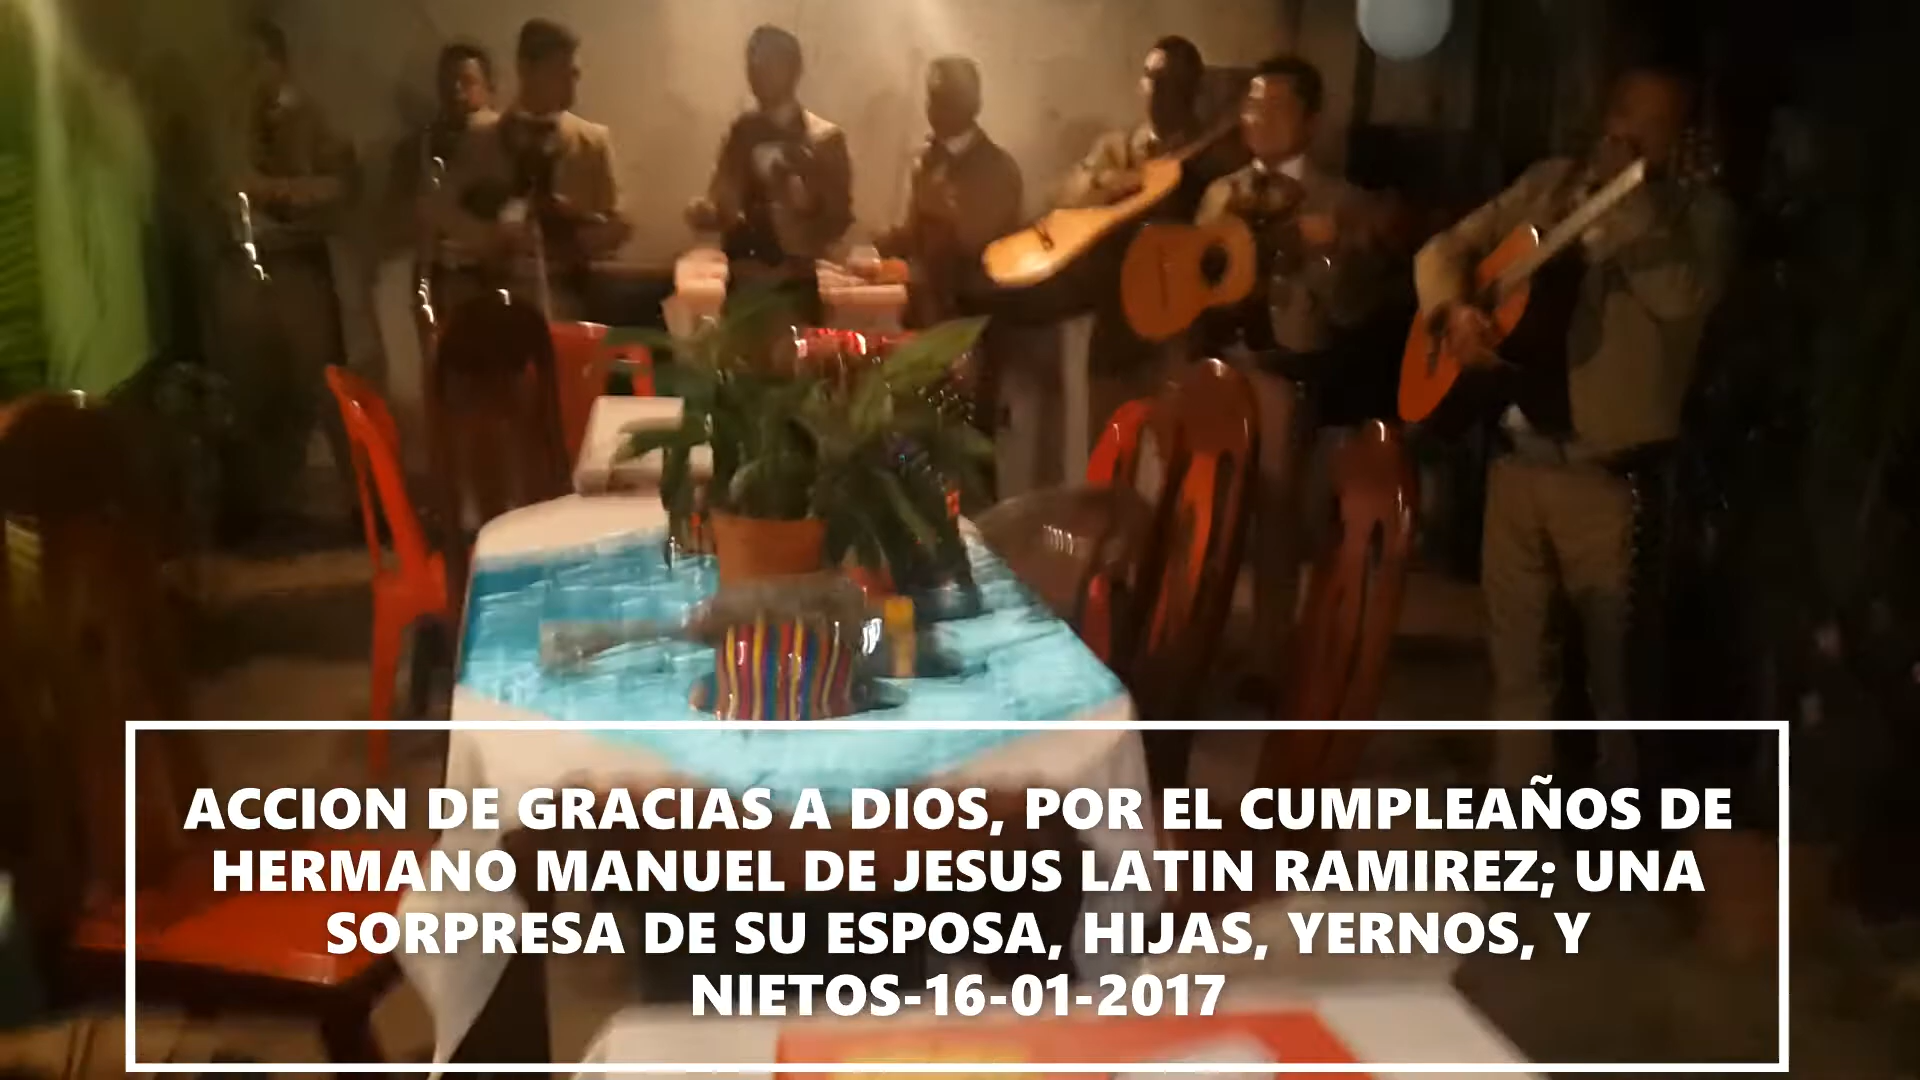 ACCION DE GRACIAS A DIOS, POR EL CUMPLEAÑOS DE
HERMANO MANUEL DE JESUS LATIN RAMIREZ; UNA
SORPRESA DE SU ESPOSA, HIJAS, YERNOS, Y
NIETOS-16-01-2017